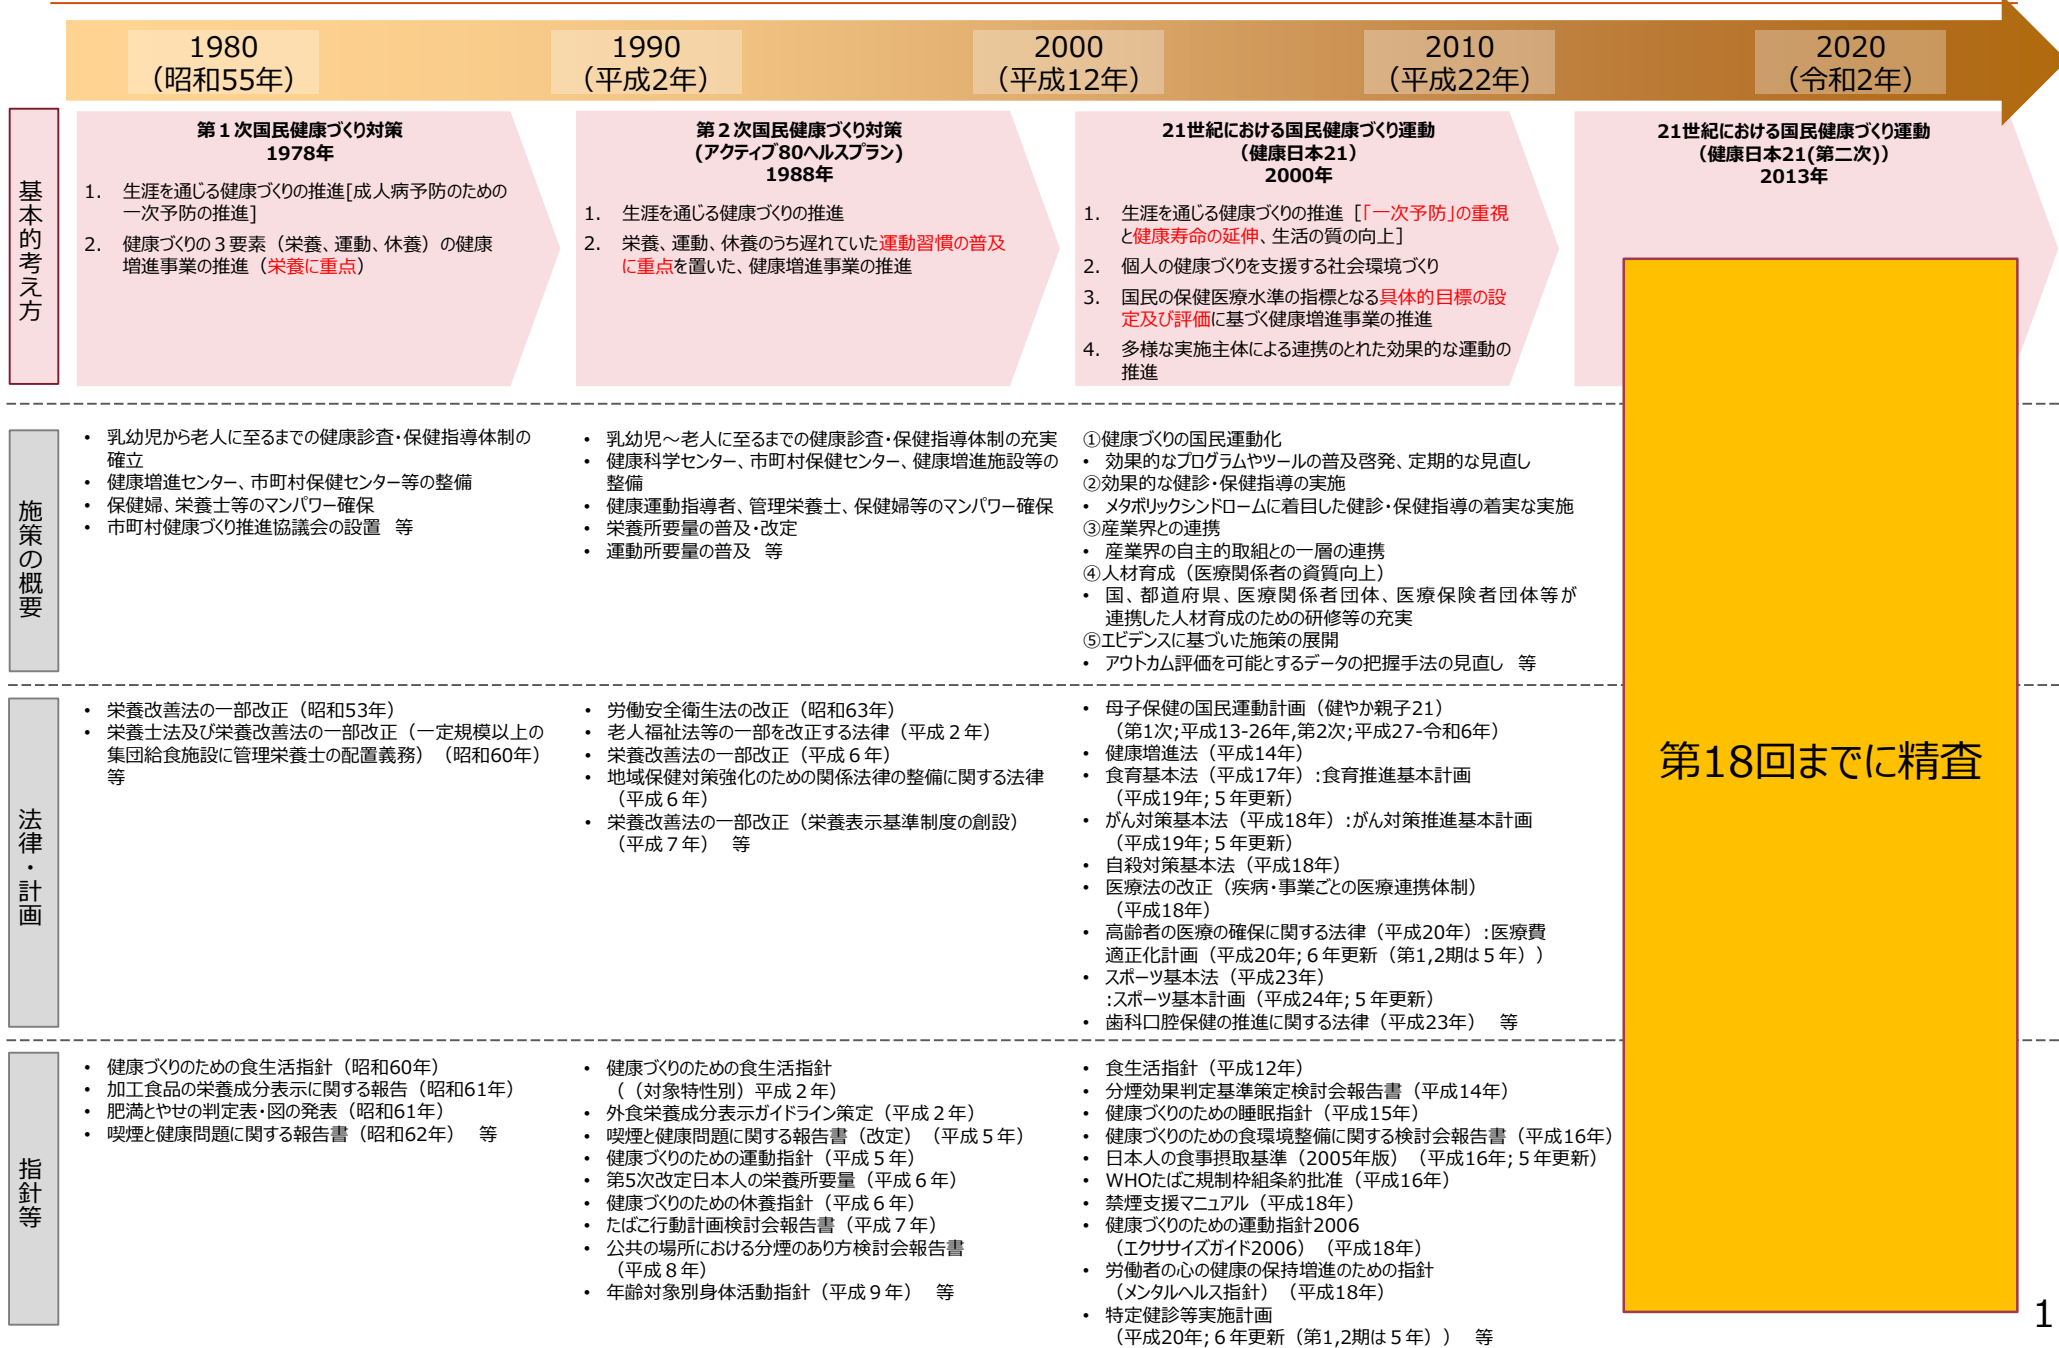 1980
（昭和55年）
1990
（平成2年）
2000
（平成12年）
2010
（平成22年）
2020
（令和2年）
基本的考え方
第１次国民健康づくり対策
1978年
1. 生涯を通じる健康づくりの推進[成人病予防のための
一次予防の推進]
2. 健康づくりの３要素（栄養、運動、休養）の健康
増進事業の推進（栄養に重点）
第２次国民健康づくり対策
(アクティブ80ヘルスプラン)
1988年
1. 生涯を通じる健康づくりの推進
2. 栄養、運動、休養のうち遅れていた運動習慣の普及
に重点を置いた、健康増進事業の推進
21世紀における国民健康づくり運動
（健康日本21）
2000年
1. 生涯を通じる健康づくりの推進［「一次予防」の重視
と健康寿命の延伸、生活の質の向上］
2. 個人の健康づくりを支援する社会環境づくり
3. 国民の保健医療水準の指標となる具体的目標の設
定及び評価に基づく健康増進事業の推進
4. 多様な実施主体による連携のとれた効果的な運動の
推進
21世紀における国民健康づくり運動
（健康日本21(第二次)）
2013年
施策の概要
• 乳幼児から老人に至るまでの健康診査・保健指導体制の
確立
• 健康増進センター、市町村保健センター等の整備
• 保健婦、栄養士等のマンパワー確保
• 市町村健康づくり推進協議会の設置 等
• 乳幼児～老人に至るまでの健康診査・保健指導体制の充実
• 健康科学センター、市町村保健センター、健康増進施設等の
整備
• 健康運動指導者、管理栄養士、保健婦等のマンパワー確保
• 栄養所要量の普及・改定
• 運動所要量の普及 等
①健康づくりの国民運動化
• 効果的なプログラムやツールの普及啓発、定期的な見直し
②効果的な健診・保健指導の実施
• メタボリックシンドロームに着目した健診・保健指導の着実な実施
③産業界との連携
• 産業界の自主的取組との一層の連携
④人材育成（医療関係者の資質向上）
• 国、都道府県、医療関係者団体、医療保険者団体等が
連携した人材育成のための研修等の充実
⑤エビデンスに基づいた施策の展開
• アウトカム評価を可能とするデータの把握手法の見直し 等
法律・計画
• 栄養改善法の一部改正（昭和53年）
• 栄養士法及び栄養改善法の一部改正（一定規模以上の
集団給食施設に管理栄養士の配置義務）（昭和60年）
等
• 労働安全衛生法の改正（昭和63年）
• 老人福祉法等の一部を改正する法律（平成２年）
• 栄養改善法の一部改正（平成６年）
• 地域保健対策強化のための関係法律の整備に関する法律
（平成６年）
• 栄養改善法の一部改正（栄養表示基準制度の創設）
（平成７年） 等
• 母子保健の国民運動計画（健やか親子21）
（第1次;平成13-26年,第2次;平成27-令和6年）
• 健康増進法（平成14年）
• 食育基本法（平成17年）:食育推進基本計画
（平成19年;５年更新）
• がん対策基本法（平成18年）:がん対策推進基本計画
（平成19年;５年更新）
• 自殺対策基本法（平成18年）
• 医療法の改正（疾病・事業ごとの医療連携体制）
（平成18年）
• 高齢者の医療の確保に関する法律（平成20年）:医療費
適正化計画（平成20年;６年更新（第1,2期は５年））
• スポーツ基本法（平成23年）
:スポーツ基本計画（平成24年;５年更新）
• 歯科口腔保健の推進に関する法律（平成23年） 等
第18回までに精査
指針等
• 健康づくりのための食生活指針（昭和60年）
• 加工食品の栄養成分表示に関する報告（昭和61年）
• 肥満とやせの判定表・図の発表（昭和61年）
• 喫煙と健康問題に関する報告書（昭和62年） 等
• 健康づくりのための食生活指針
（（対象特性別）平成２年）
• 外食栄養成分表示ガイドライン策定（平成２年）
• 喫煙と健康問題に関する報告書（改定）（平成５年）
• 健康づくりのための運動指針（平成５年）
• 第5次改定日本人の栄養所要量（平成６年）
• 健康づくりのための休養指針（平成６年）
• たばこ行動計画検討会報告書（平成７年）
• 公共の場所における分煙のあり方検討会報告書
（平成８年）
• 年齢対象別身体活動指針（平成９年） 等
• 食生活指針（平成12年）
• 分煙効果判定基準策定検討会報告書（平成14年）
• 健康づくりのための睡眠指針（平成15年）
• 健康づくりのための食環境整備に関する検討会報告書（平成16年）
• 日本人の食事摂取基準（2005年版）（平成16年;５年更新）
• WHOたばこ規制枠組条約批准（平成16年）
• 禁煙支援マニュアル（平成18年）
• 健康づくりのための運動指針2006
（エクササイズガイド2006）（平成18年）
• 労働者の心の健康の保持増進のための指針
（メンタルヘルス指針）（平成18年）
• 特定健診等実施計画
（平成20年;６年更新（第1,2期は５年）） 等
1